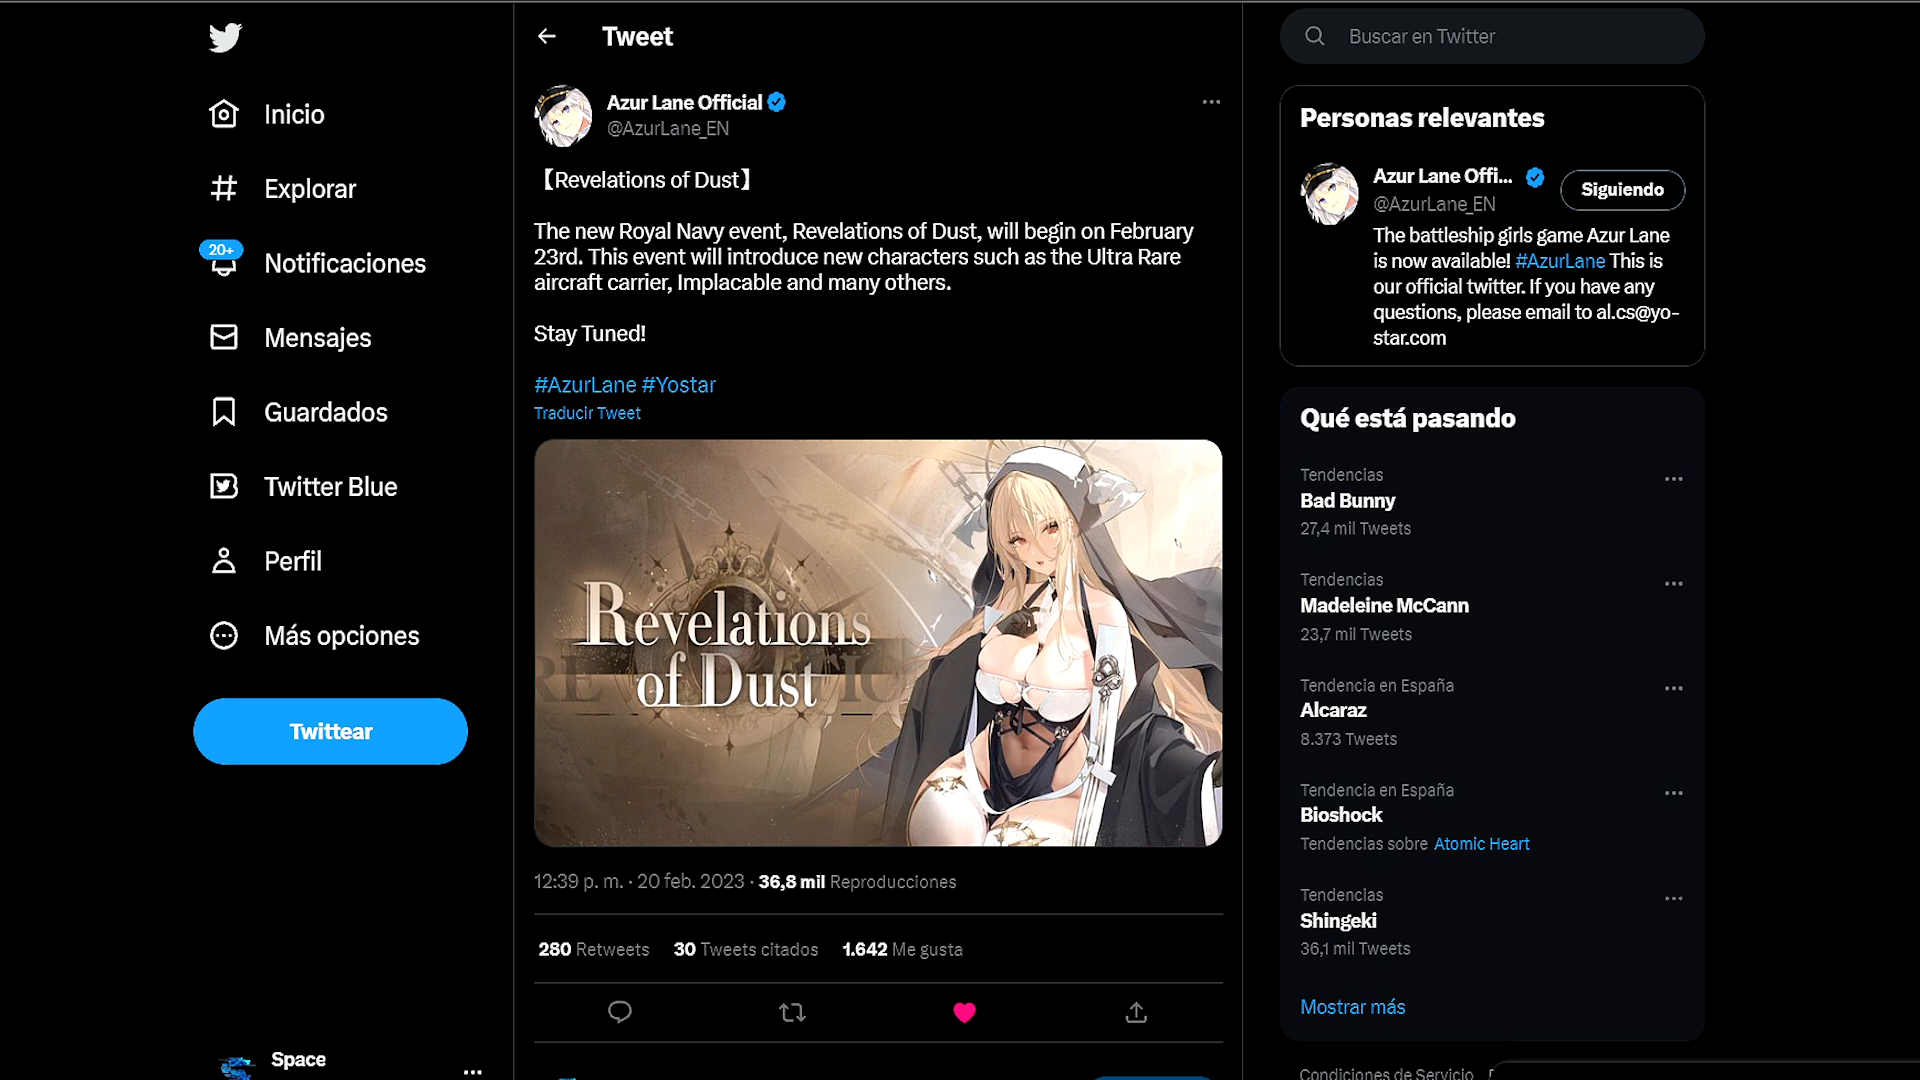 Inicio
Explorar
20+
Notificaciones
Mensajes
Guardados
Twitter Blue
Perfil
Más opciones
Twittear
Space
Tweet
Azur Lane Official
@AzurLane_EN
【Revelations of Dust】
The new Royal Navy event, Revelations of Dust, will begin on February
23rd. This event will introduce new characters such as the Ultra Rare
aircraft carrier, Implacable and many others.
Stay Tuned!
#AzurLane #Yostar
Traducir Tweet
Revelations
of Dust
12:39 p. m. · 20 feb. 2023 · 36,8 mil Reproducciones
280 Retweets 30 Tweets citados 1.642 Me gusta
Buscar en Twitter
Personas relevantes
Azur Lane Offi...
@AzurLane_EN
Siguiendo
The battleship girls game Azur Lane
is now available! #AzurLane This is
our official twitter. If you have any
questions, please email to al.cs@yo-
star.com
Qué está pasando
Tendencias
Bad Bunny
27,4 mil Tweets
Tendencias
Madeleine McCann
23,7 mil Tweets
Tendencia en España
Alcaraz
8.373 Tweets
Tendencia en España
Bioshock
Tendencias sobre Atomic Heart
Tendencias
Shingeki
36,1 mil Tweets
Mostrar más
Condiciones de Servicio